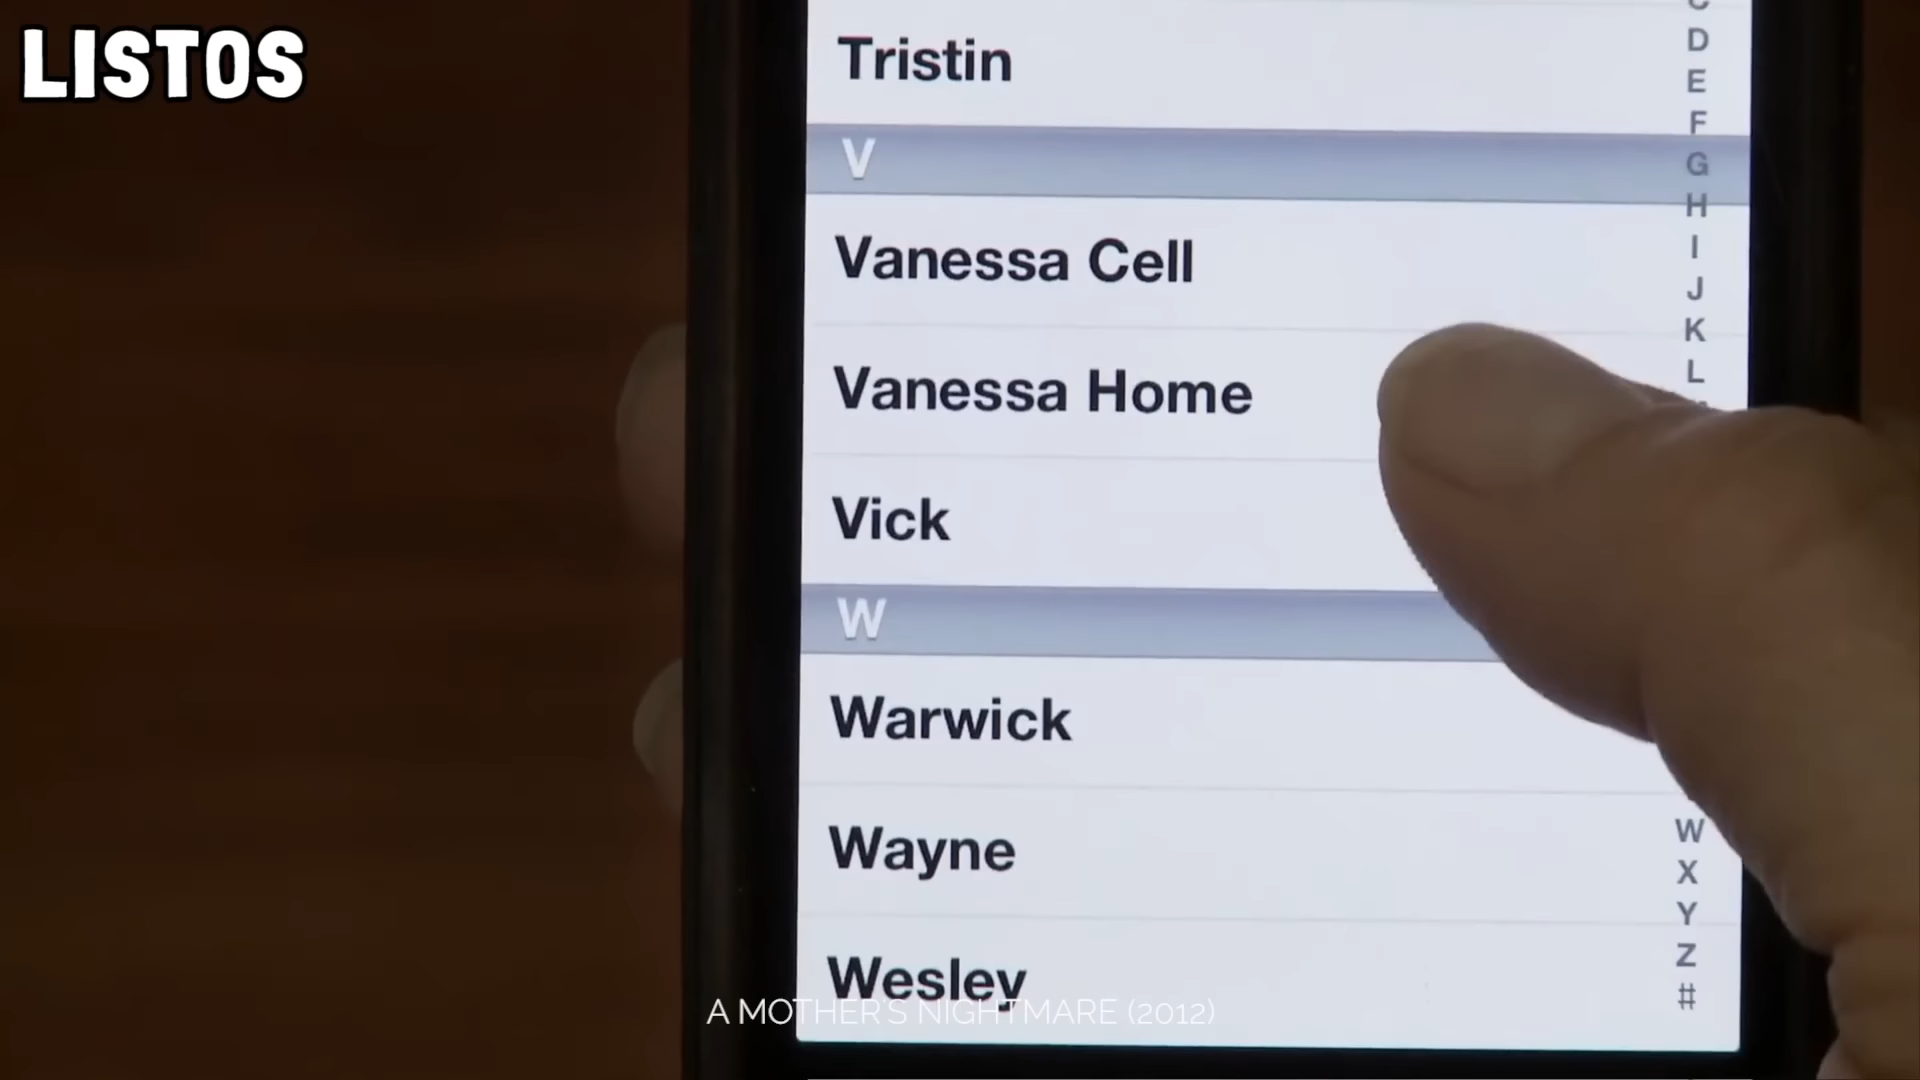 LISTOS
Tristin
V
Vanessa Cell
Vanessa Home
Vick
W
Warwick
Wayne
Wesley
D
E
F
G
H
I
J
K
L
W
X
Y
Z
#
A MOTHER'S NIGHTMARE (2012)